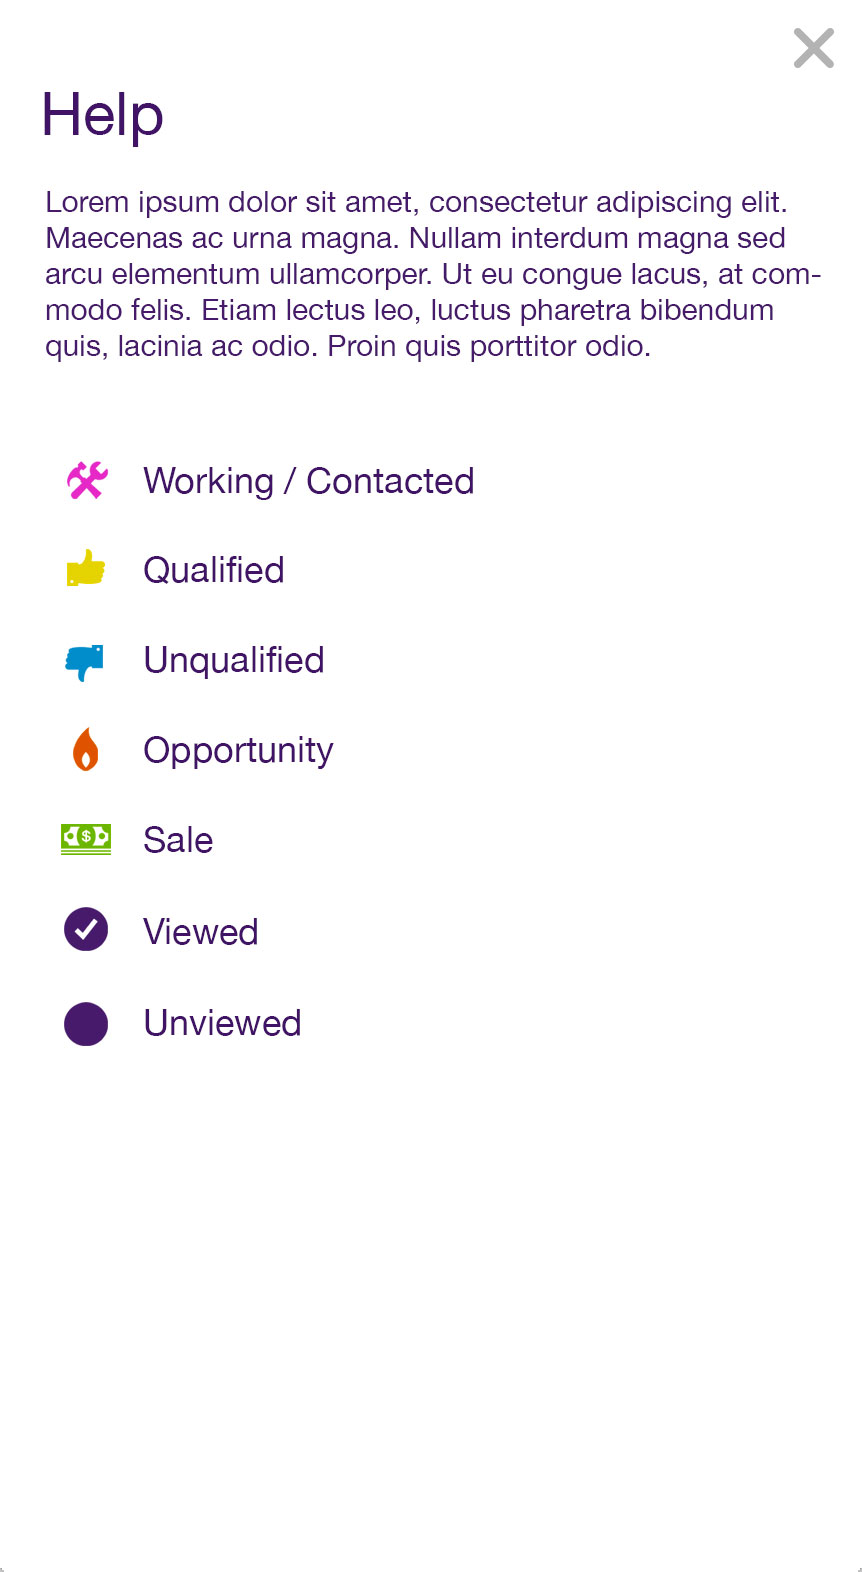 Help
Lorem ipsum dolor sit amet, consectetur adipiscing elit.
Maecenas ac urna magna. Nullam interdum magna sed
arcu elementum ullamcorper. Ut eu congue lacus, at com-
modo felis. Etiam lectus leo, luctus pharetra bibendum
quis, lacinia ac odio. Proin quis porttitor odio.
Working / Contacted
Qualified
Unqualified
Opportunity
$ Sale
Viewed
Unviewed